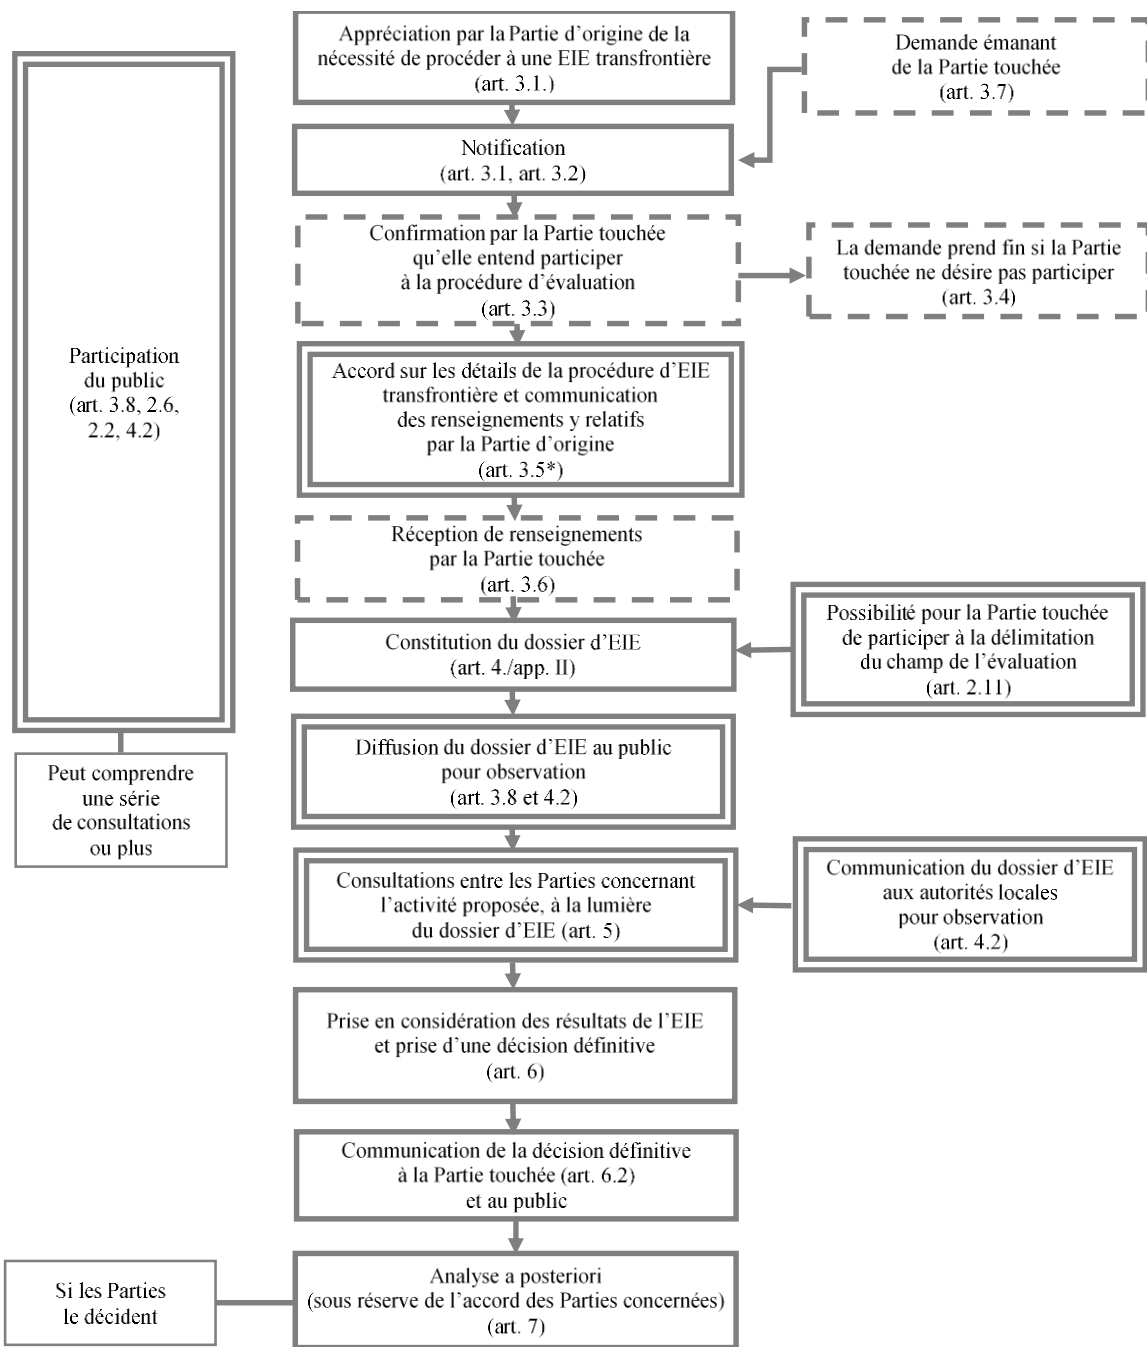 Appréciation par la Partie d’origine de la
nécessité de procéder à une EIE transfrontière
(art. 3.1.)
Demande émanant
de la Partie touchée
(art. 3.7)
Notification
(art. 3.1, art. 3.2)
Confirmation par la Partie touchée
qu’elle entend participer
à la procédure d’évaluation
(art. 3.3)
La demande prend fin si la Partie
touchée ne désire pas participer
(art. 3.4)
Participation
du public
(art. 3.8, 2.6,
2.2, 4.2)
Accord sur les détails de la procédure d’EIE
transfrontière et communication
des renseignements y relatifs
par la Partie d’origine
(art. 3.5*)
Réception de renseignements
par la Partie touchée
(art. 3.6)
Constitution du dossier d’EIE
(art. 4./app. II)
Possibilité pour la Partie touchée
de participer à la délimitation
du champ de l’évaluation
(art. 2.11)
Diffusion du dossier d’EIE au public
pour observation
(art. 3.8 et 4.2)
Peut comprendre
une série
de consultations
ou plus
Consultations entre les Parties concernant
l’activité proposée, à la lumière
du dossier d’EIE (art. 5)
Communication du dossier d’EIE
aux autorités locales
pour observation
(art. 4.2)
Prise en considération des résultats de l’EIE
et prise d’une décision définitive
(art. 6)
Communication de la décision définitive
à la Partie touchée (art. 6.2)
et au public
Si les Parties
le décident
Analyse a posteriori
(sous réserve de l’accord des Parties concernées)
(art. 7)